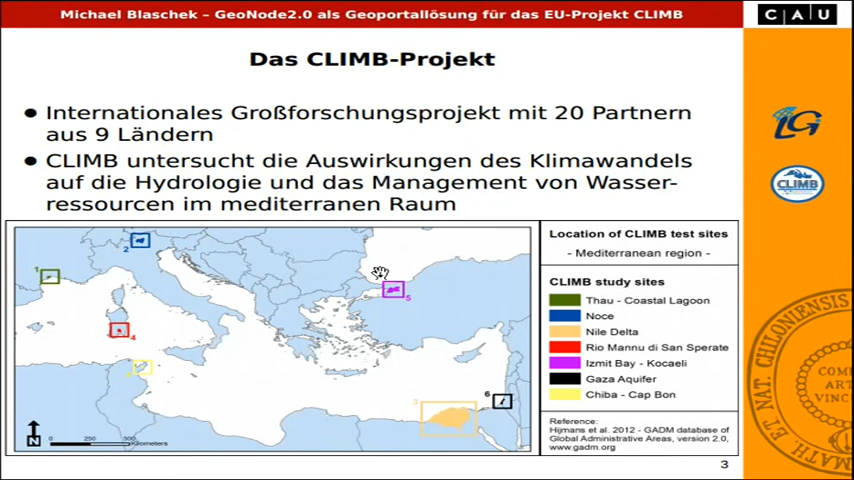 Michael Blaschek – GeoNode2.0 als Geoportallösung für das EU-Projekt CLIMB
C A U
Das CLIMB-Projekt
Internationales Großforschungsprojekt mit 20 Partnern
aus 9 Ländern
CLIMB untersucht die Auswirkungen des Klimawandels
auf die Hydrologie und das Management von Wasser-
ressourcen im mediterranen Raum
LGI
CLIMB
1
2
3
4
5
6
N
0 250 500 Kilometers
Location of CLIMB test sites
- Mediterranean region -
CLIMB study sites
Thau - Coastal Lagoon
Noce
Nile Delta
Rio Mannu di San Sperate
Izmit Bay - Kocaeli
Gaza Aquifer
Chiba - Cap Bon
Reference:
Hijmans et al. 2012 - GADM database of
Global Administrative Areas, version 2.0,
www.gadm.org
3